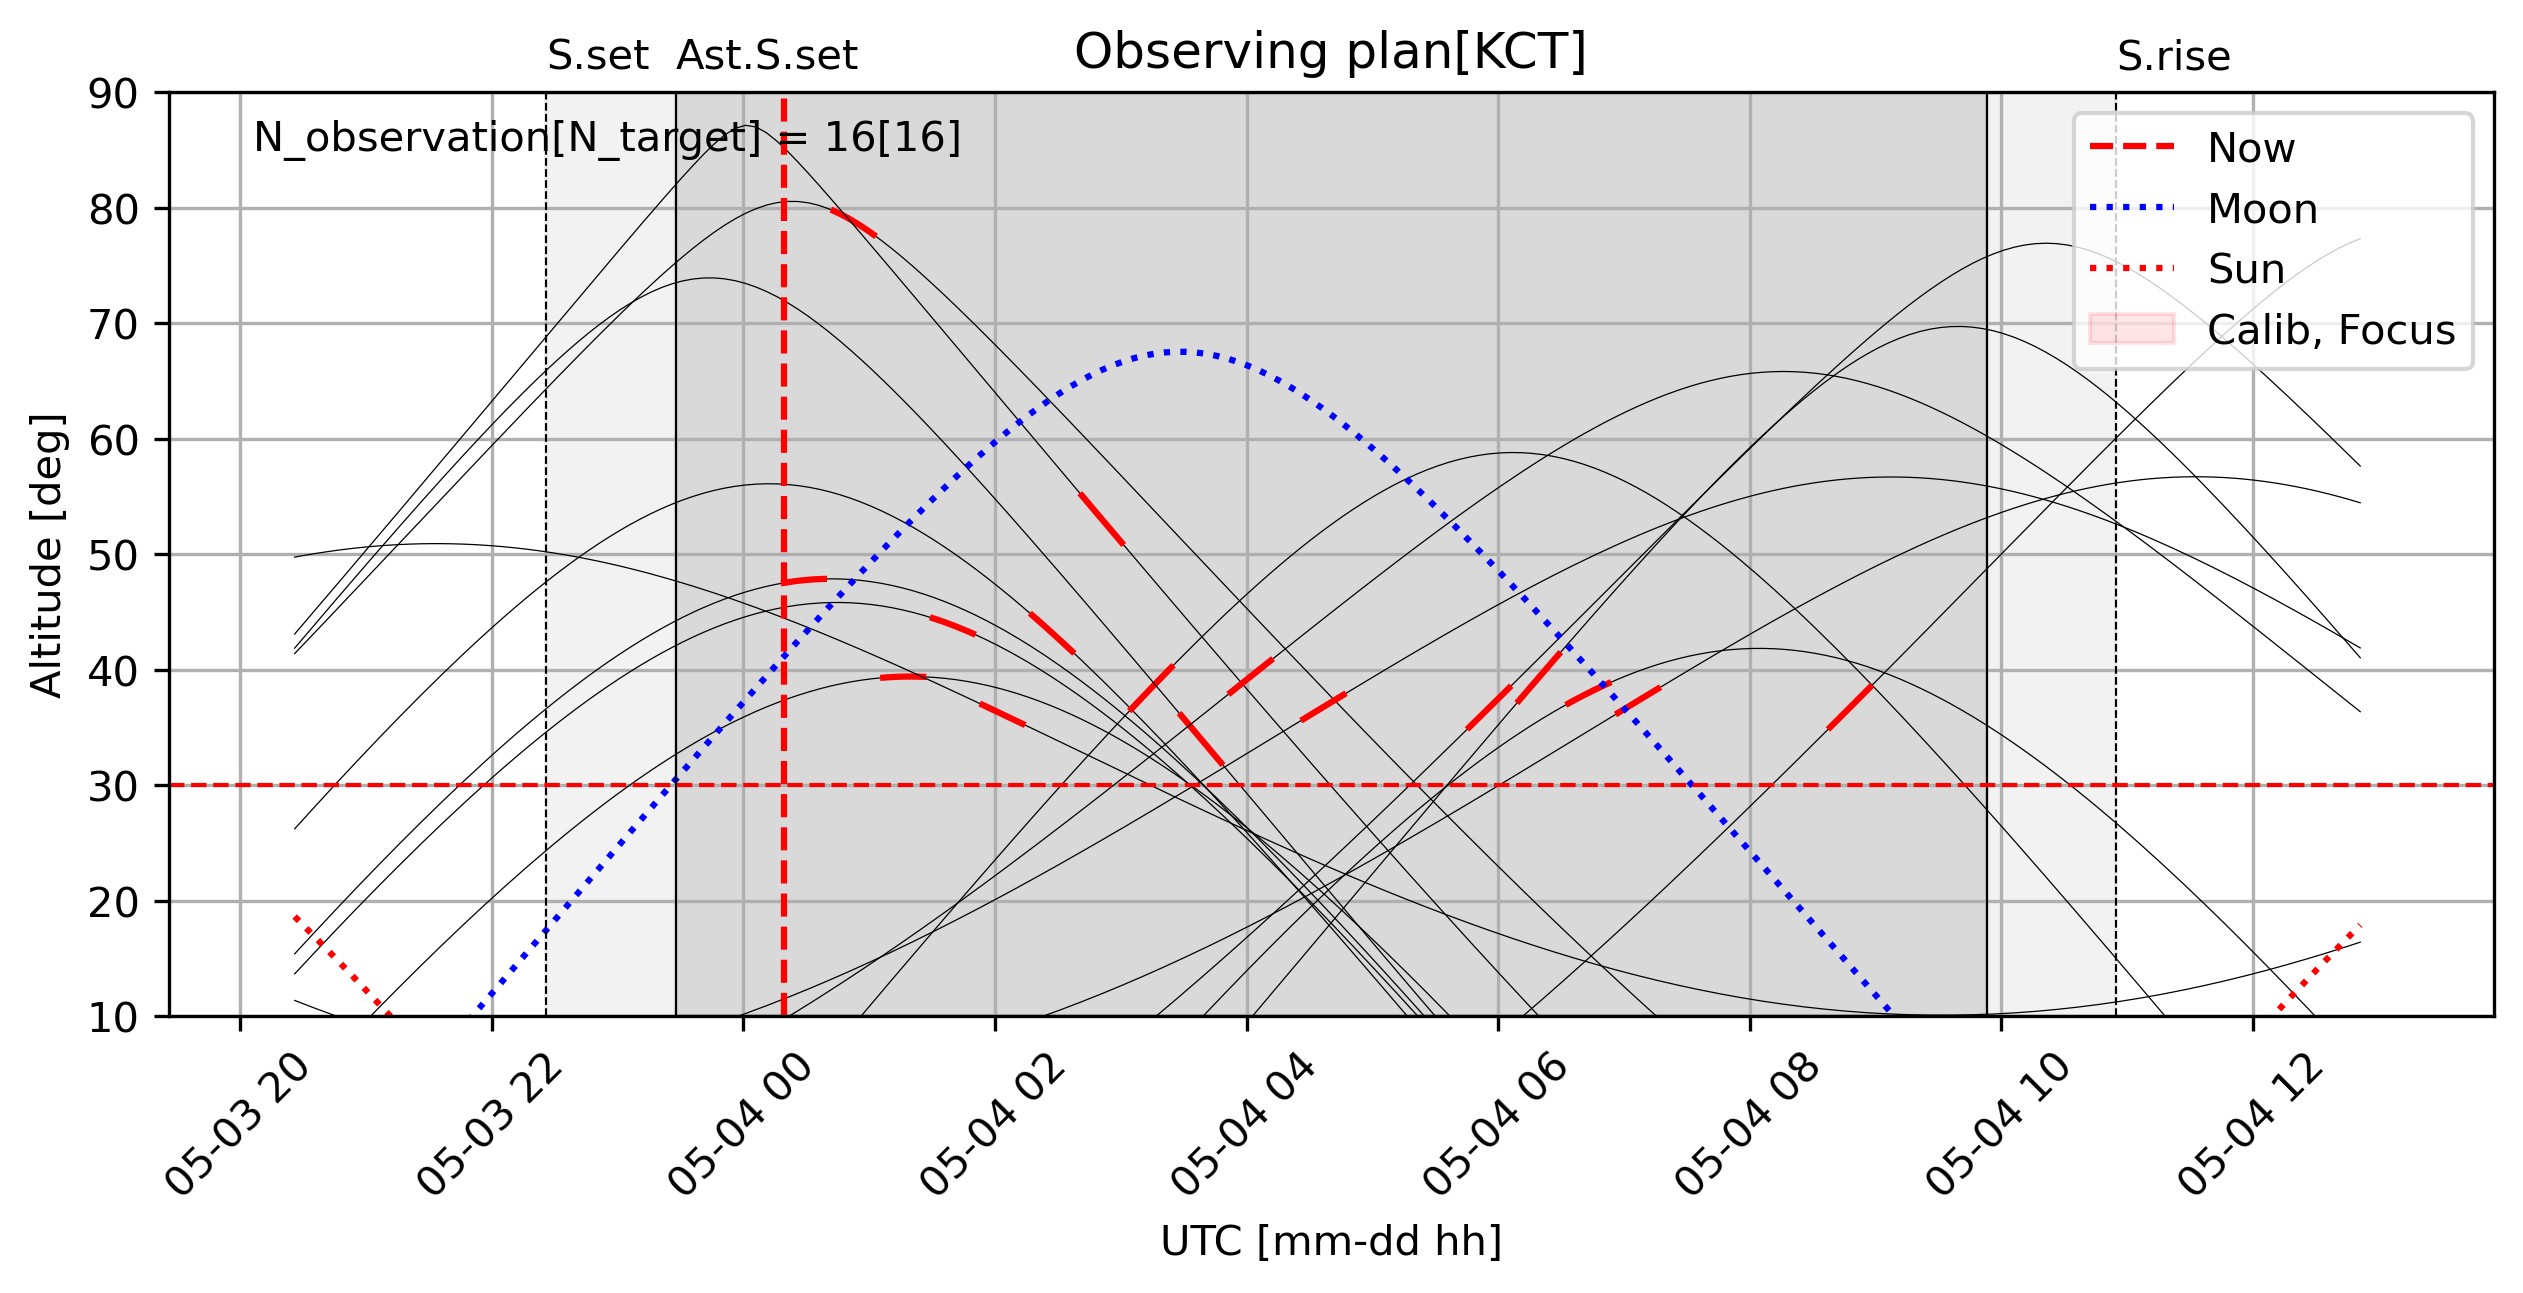 Observing plan[KCT]
S.set
Ast.S.set
S.rise
N_observation[N_target] = 16[16]
Now
Moon
Sun
Calib, Focus
Altitude [deg]
90
80
70
60
50
40
30
20
10
05-03 20
05-03 22
05-04 00
05-04 02
05-04 04
05-04 06
05-04 08
05-04 10
05-04 12
UTC [mm-dd hh]